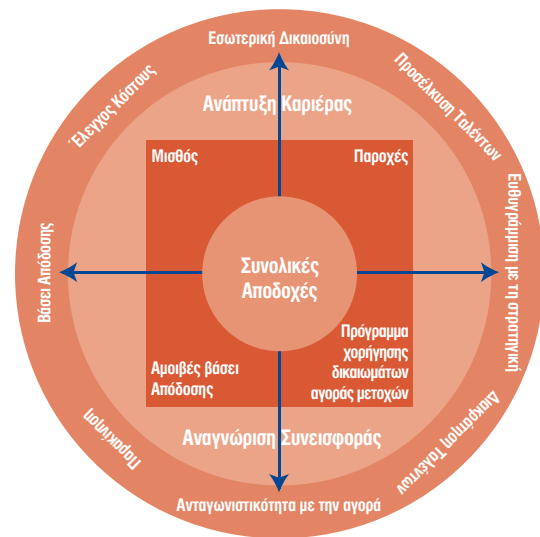 Εσωτερική Δικαιοσύνη
Προσέλκυση Ταλέντων
Ευθυγράμμιση με τη στρατηγική
Διακράτηση Ταλέντων
Ανταγωνιστικότητα με την αγορά
Παρακίνηση
Βάσει Απόδοσης
Έλεγχος Κόστους
Ανάπτυξη Καριέρας
Μισθός
Παροχές
Συνολικές
Αποδοχές
Αμοιβές βάσει
Απόδοσης
Πρόγραμμα
χορήγησης
δικαιωμάτων
αγοράς μετοχών
Αναγνώριση Συνεισφοράς